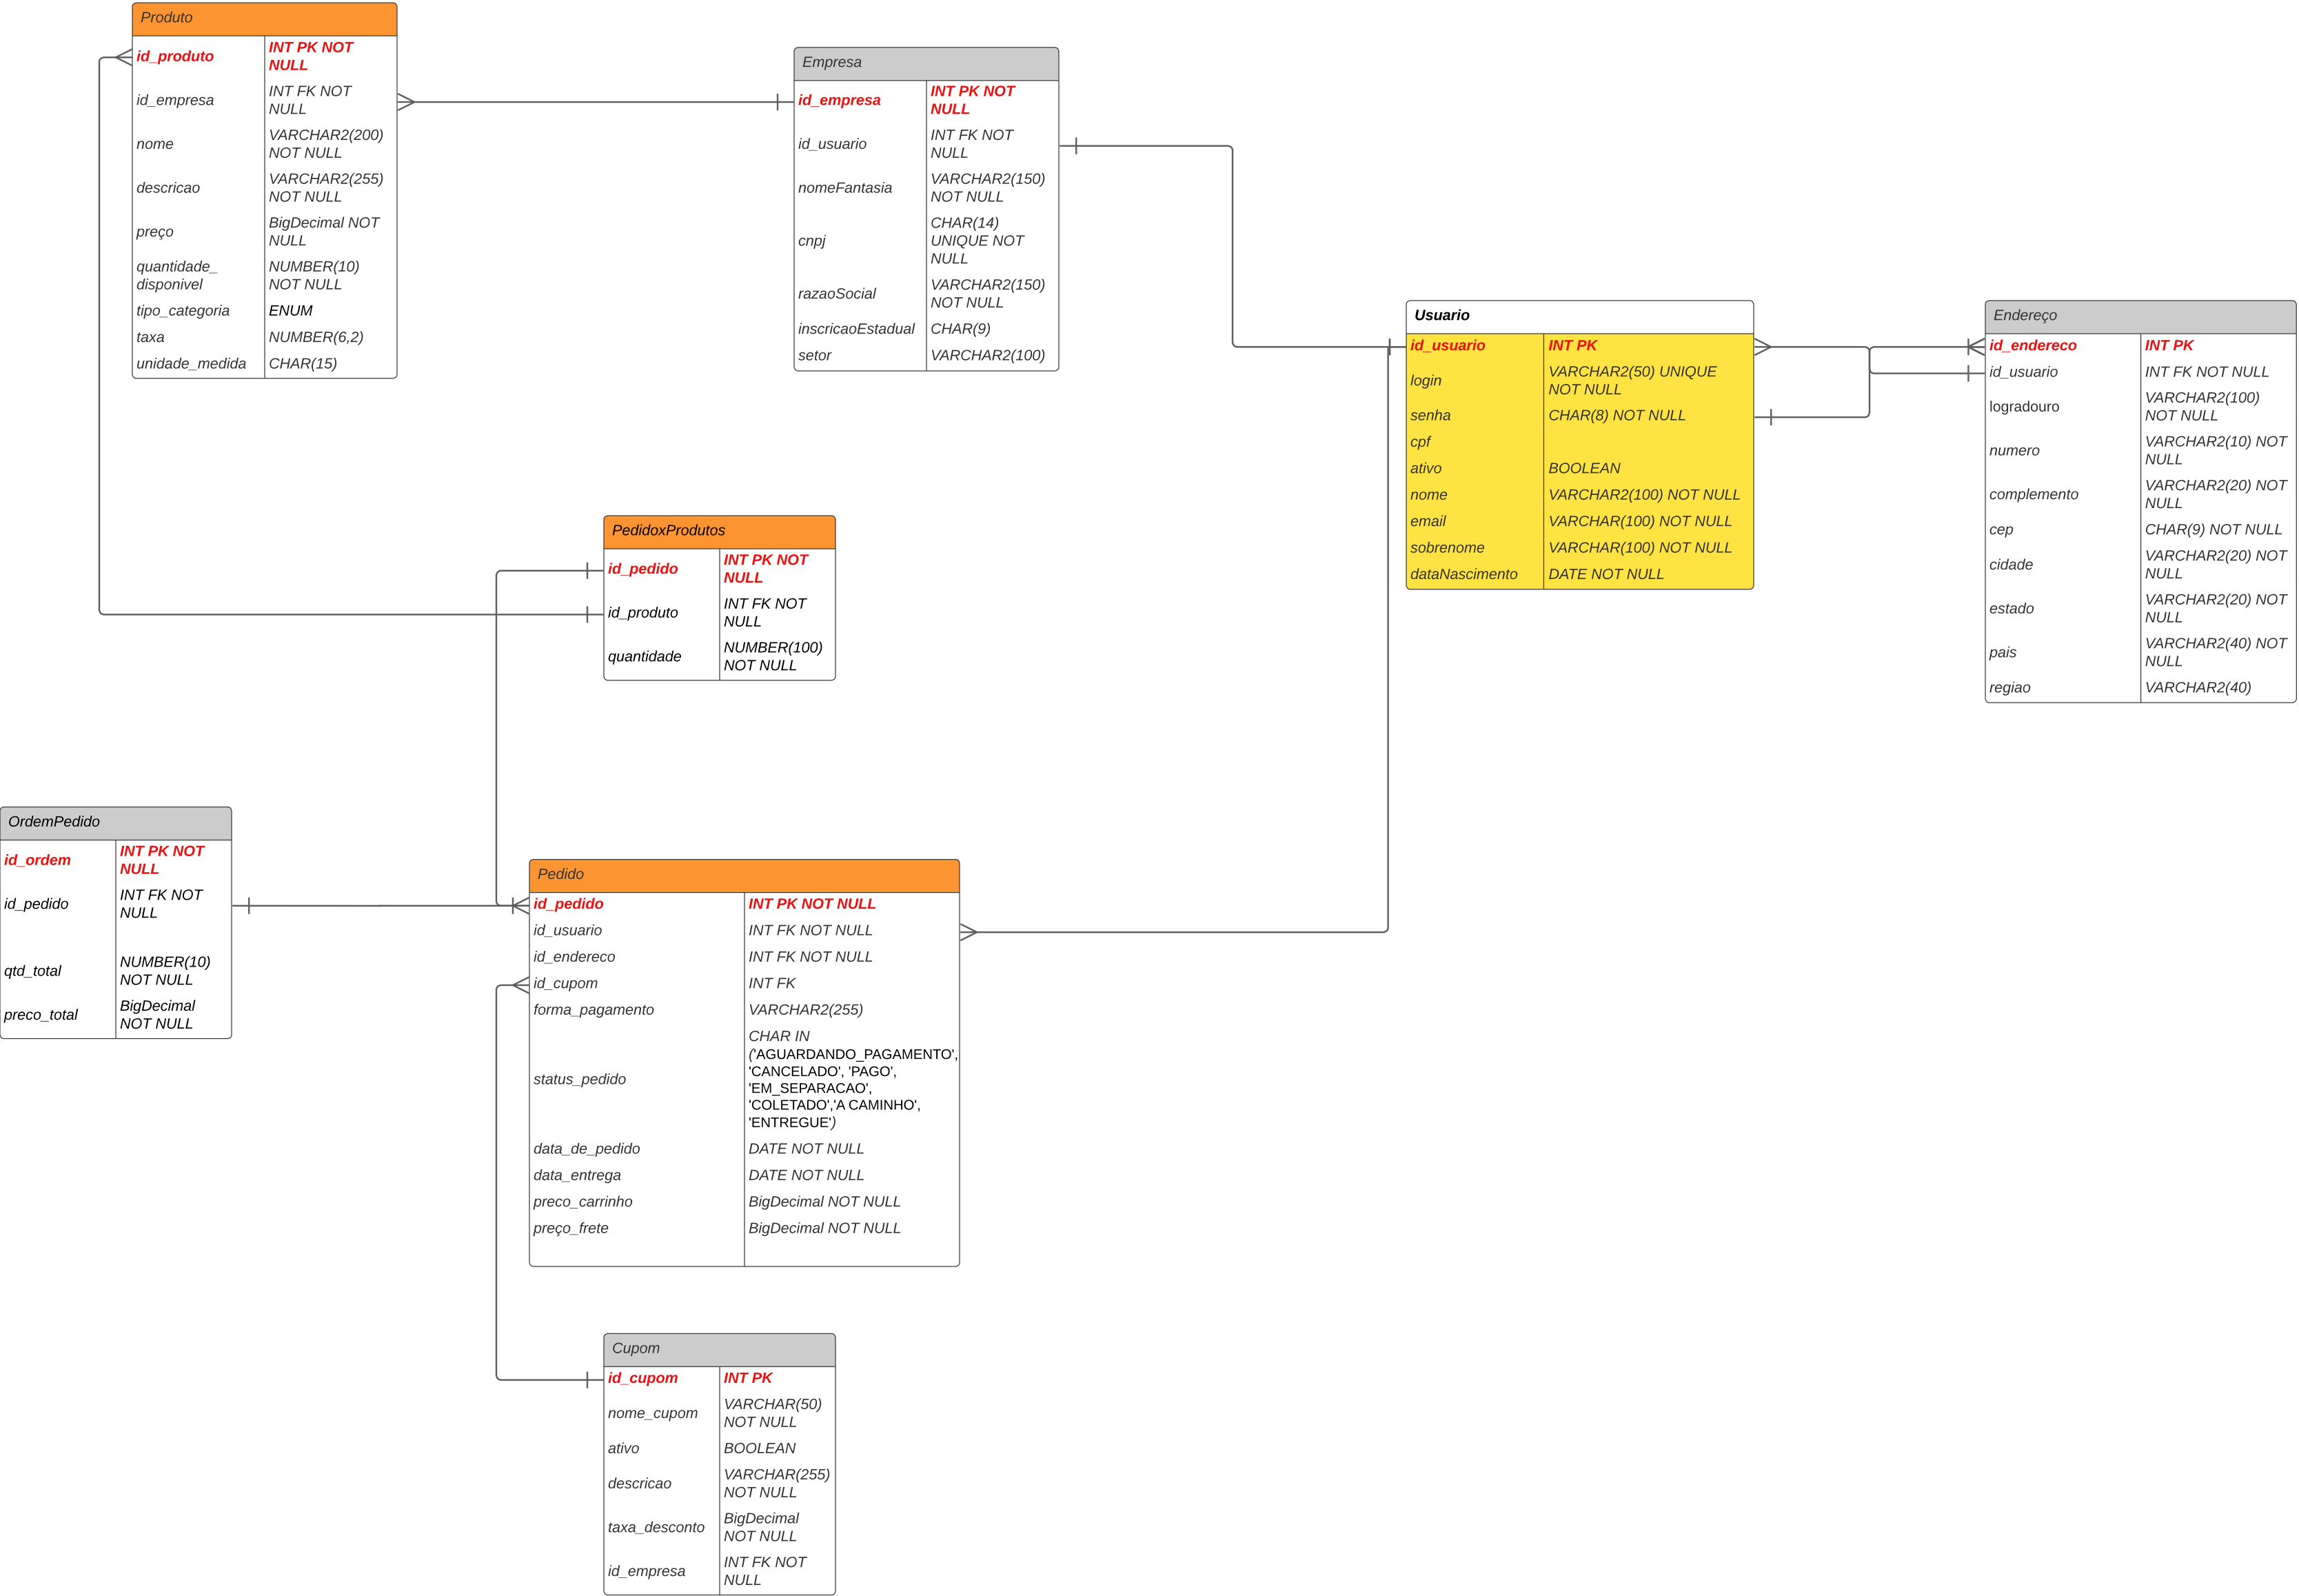 Produto
id_produto
INT PK NOT
NULL
id_empresa
INT FK NOT
NULL
nome
VARCHAR2(200)
NOT NULL
descricao
VARCHAR2(255)
NOT NULL
preço
BigDecimal NOT
NULL
quantidade_
disponivel
NUMBER(10)
NOT NULL
tipo_categoria
ENUM
taxa
NUMBER(6,2)
unidade_medida
CHAR(15)
Empresa
id_empresa
INT PK NOT
NULL
id_usuario
INT FK NOT
NULL
nomeFantasia
VARCHAR2(150)
NOT NULL
cnpj
CHAR(14)
UNIQUE NOT
NULL
razaoSocial
VARCHAR2(150)
NOT NULL
inscricaoEstadual
CHAR(9)
setor
VARCHAR2(100)
Usuario
id_usuario
INT PK
login
VARCHAR2(50) UNIQUE
NOT NULL
senha
CHAR(8) NOT NULL
cpf
ativo
BOOLEAN
nome
VARCHAR2(100) NOT NULL
email
VARCHAR(100) NOT NULL
sobrenome
VARCHAR(100) NOT NULL
dataNascimento
DATE NOT NULL
Endereço
id_endereco
INT PK
id_usuario
INT FK NOT NULL
logradouro
VARCHAR2(100)
NOT NULL
numero
VARCHAR2(10) NOT
NULL
complemento
VARCHAR2(20) NOT
NULL
cep
CHAR(9) NOT NULL
cidade
VARCHAR2(20) NOT
NULL
estado
VARCHAR2(20) NOT
NULL
pais
VARCHAR2(40) NOT
NULL
regiao
VARCHAR2(40)
PedidoxProdutos
id_pedido
INT PK NOT
NULL
id_produto
INT FK NOT
NULL
quantidade
NUMBER(100)
NOT NULL
OrdemPedido
id_ordem
INT PK NOT
NULL
id_pedido
INT FK NOT
NULL
qtd_total
NUMBER(10)
NOT NULL
preco_total
BigDecimal
NOT NULL
Pedido
id_pedido
INT PK NOT NULL
id_usuario
INT FK NOT NULL
id_endereco
INT FK NOT NULL
id_cupom
INT FK
forma_pagamento
VARCHAR2(255)
status_pedido
CHAR IN
('AGUARDANDO_PAGAMENTO',
'CANCELADO', 'PAGO',
'EM_SEPARACAO',
'COLETADO','A CAMINHO',
'ENTREGUE')
data_de_pedido
DATE NOT NULL
data_entrega
DATE NOT NULL
preco_carrinho
BigDecimal NOT NULL
preço_frete
BigDecimal NOT NULL
Cupom
id_cupom
INT PK
nome_cupom
VARCHAR(50)
NOT NULL
ativo
BOOLEAN
descricao
VARCHAR(255)
NOT NULL
taxa_desconto
BigDecimal
NOT NULL
id_empresa
INT FK NOT
NULL